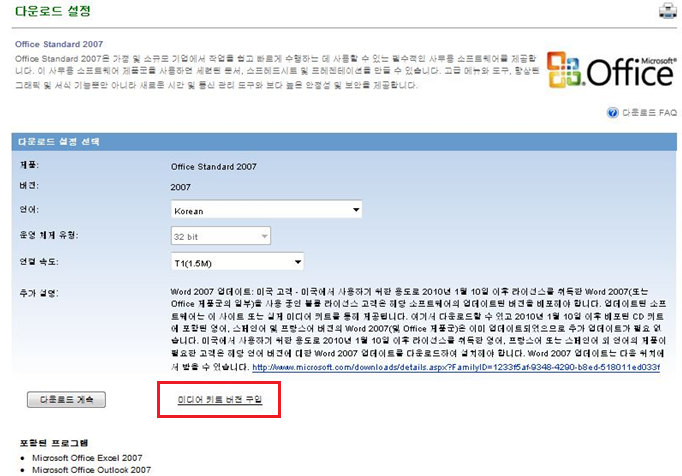 다운로드 설정
Office Standard 2007
Office Standard 2007은 가정 및 소규모 기업에서 작업을 쉽고 빠르게 수행하는 데 사용할 수 있는 필수적인 사무용 소프트웨어를 제공합
니다. 이 사무용 소프트웨어 제품군을 사용하면 세련된 문서, 스프레드시트 및 프레젠테이션을 만들 수 있습니다. 고급 메뉴와 도구, 향상된
그래픽 및 서식 기능뿐만 아니라 새로운 시간 및 통신 관리 도구와 보다 높은 안정성 및 보안을 제공합니다.
Microsoft®
Office
다운로드 FAQ
다운로드 설정 선택
제품: Office Standard 2007
버전: 2007
언어: Korean
운영 체제 유형: 32 bit
연결 속도: T1(1.5M)
추가 설명: Word 2007 업데이트: 미국 고객 - 미국에서 사용하기 위한 용도로 2010년 1월 10일 이후 라이선스를 취득한 Word 2007(또는
Office 제품군의 일부)을 사용 중인 볼륨 라이선스 고객은 해당 소프트웨어의 업데이트된 버전을 배포해야 합니다. 업데이트된 소프
트웨어는 이 사이트 또는 실제 미디어 키트를 통해 제공됩니다. 여기서 다운로드할 수 있고 2010년 1월 10일 이후 배포된 CD 키트
에 포함된 영어, 스페인어 및 프랑스어 버전의 Word 2007(및 Office 제품군)은 이미 업데이트되었으므로 추가 업데이트가 필요 없
습니다. 미국에서 사용하기 위한 용도로 2010년 1월 10일 이후 라이선스를 취득한 영어, 프랑스어 또는 스페인어 외 언어의 제품이
필요한 고객은 해당 언어 버전에 대한 Word 2007 업데이트를 다운로드하여 설치해야 합니다. Word 2007 업데이트는 다음 위치에
서 받을 수 있습니다. http://www.microsoft.com/downloads/details.aspx?FamilyID=1233f5af-9348-4290-b8ed-518011ed033f
다운로드 계속
미디어 키트 버전 구입
포함된 프로그램
• Microsoft Office Excel 2007
• Microsoft Office Outlook 2007